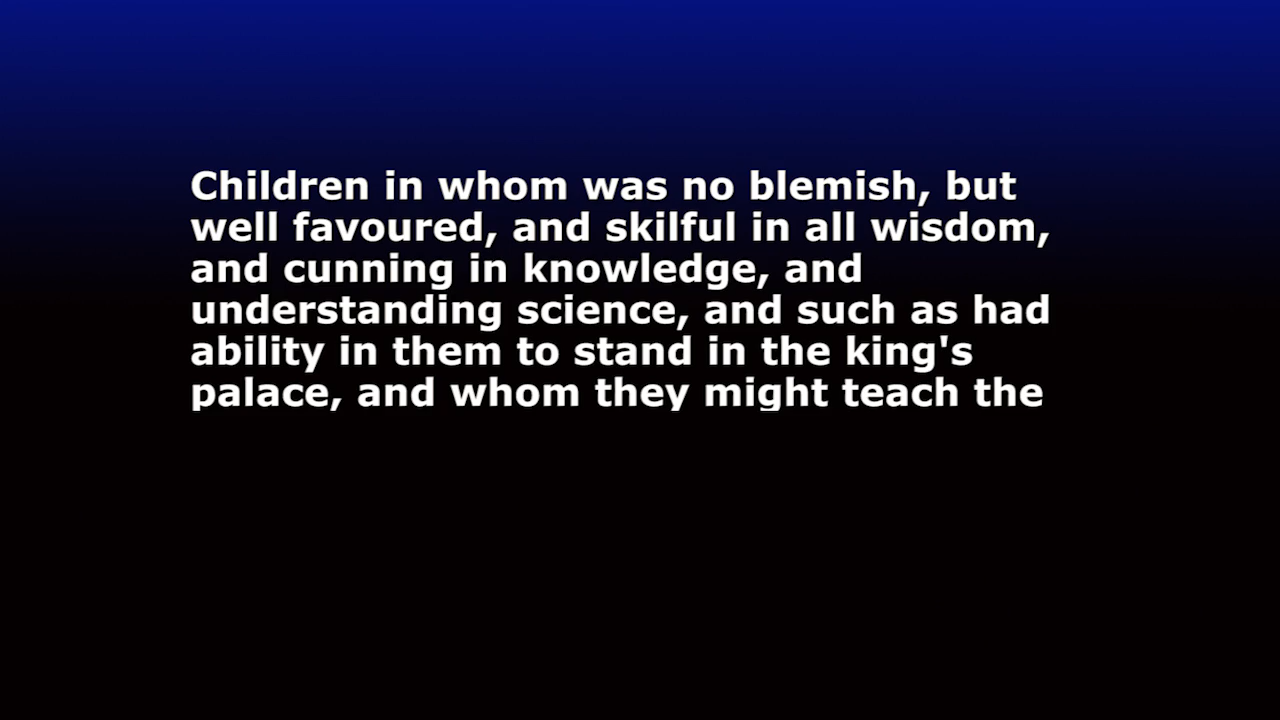 Children in whom was no blemish, but
well favoured, and skilful in all wisdom,
and cunning in knowledge, and
understanding science, and such as had
ability in them to stand in the king's
palace, and whom they might teach the